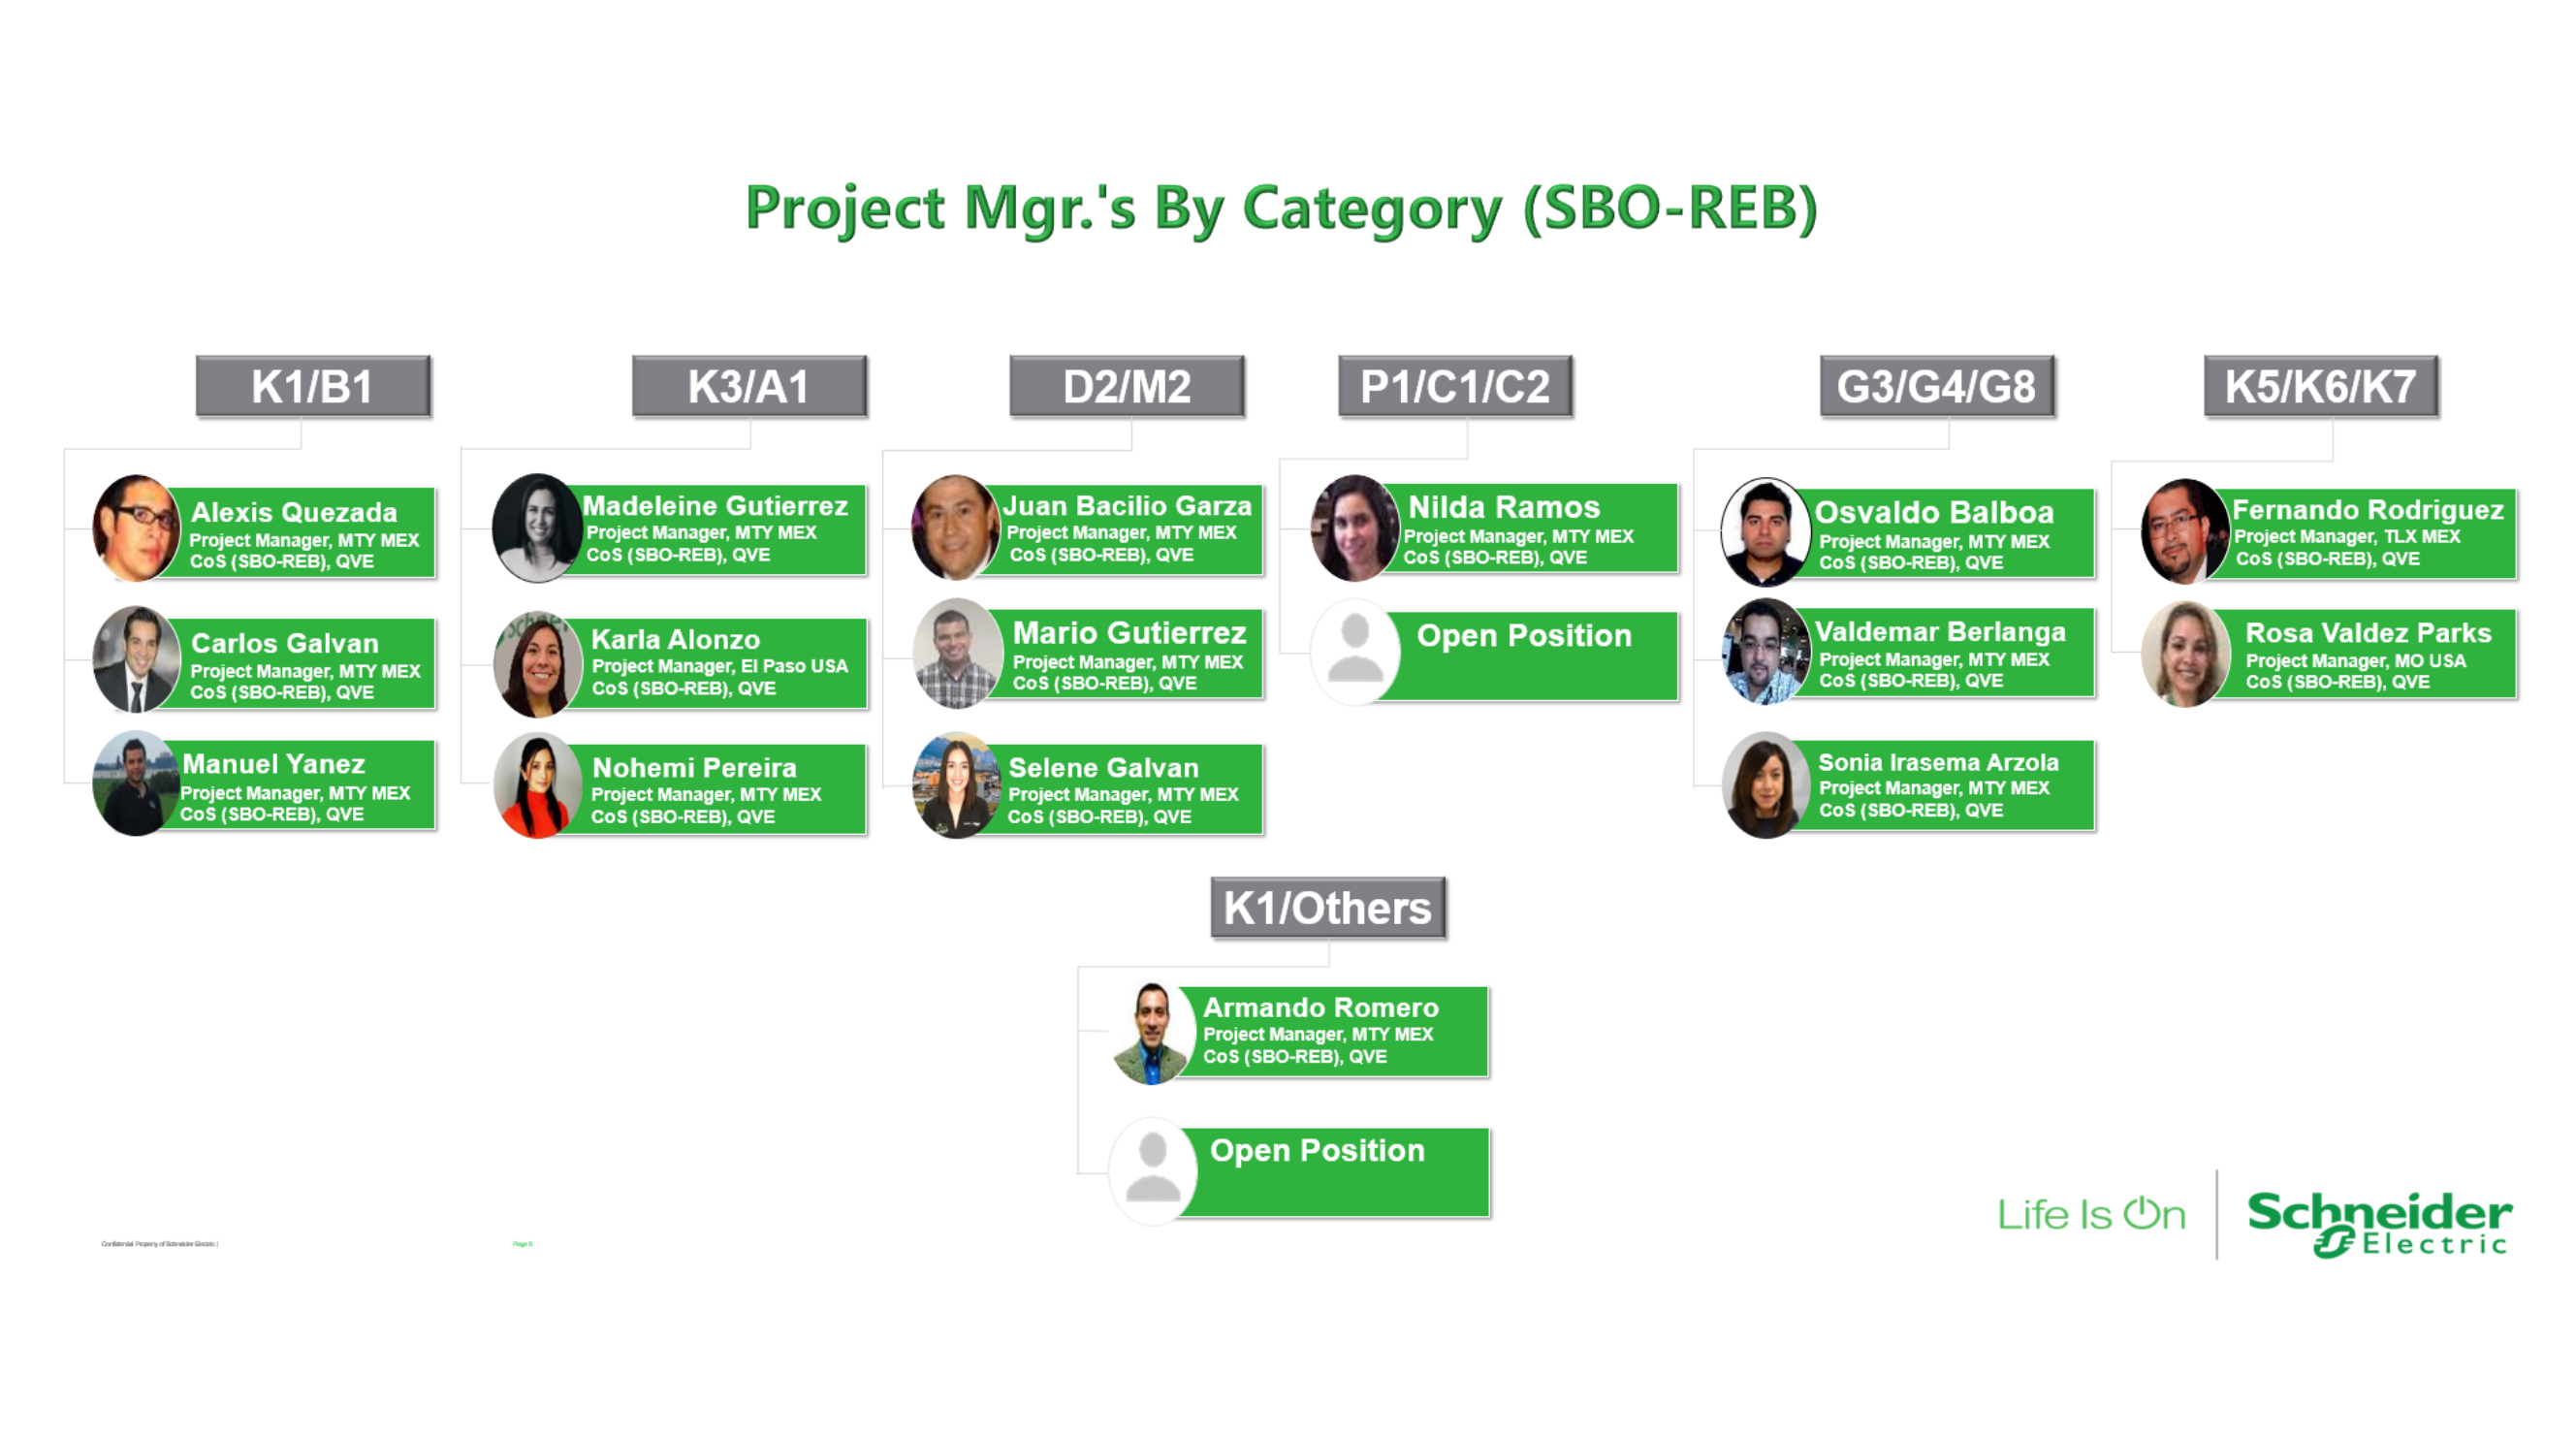 Project Mgr.'s By Category (SBO-REB)
K1/B1
Alexis Quezada
Project Manager, MTY MEX
CoS (SBO-REB), QVE
Carlos Galvan
Project Manager, MTY MEX
CoS (SBO-REB), QVE
Manuel Yanez
Project Manager, MTY MEX
CoS (SBO-REB), QVE
K3/A1
Madeleine Gutierrez
Project Manager, MTY MEX
CoS (SBO-REB), QVE
Karla Alonzo
Project Manager, El Paso USA
CoS (SBO-REB), QVE
Nohemi Pereira
Project Manager, MTY MEX
CoS (SBO-REB), QVE
D2/M2
Juan Bacilio Garza
Project Manager, MTY MEX
CoS (SBO-REB), QVE
Mario Gutierrez
Project Manager, MTY MEX
CoS (SBO-REB), QVE
Selene Galvan
Project Manager, MTY MEX
CoS (SBO-REB), QVE
P1/C1/C2
Nilda Ramos
Project Manager, MTY MEX
CoS (SBO-REB), QVE
Open Position
G3/G4/G8
Osvaldo Balboa
Project Manager, MTY MEX
CoS (SBO-REB), QVE
Valdemar Berlanga
Project Manager, MTY MEX
CoS (SBO-REB), QVE
Sonia Irasema Arzola
Project Manager, MTY MEX
CoS (SBO-REB), QVE
K5/K6/K7
Fernando Rodriguez
Project Manager, TLX MEX
CoS (SBO-REB), QVE
Rosa Valdez Parks
Project Manager, MO USA
CoS (SBO-REB), QVE
K1/Others
Armando Romero
Project Manager, MTY MEX
CoS (SBO-REB), QVE
Open Position
Confidential Property of Schneider Electric |
Page
Life Is On
Schneider
Electric